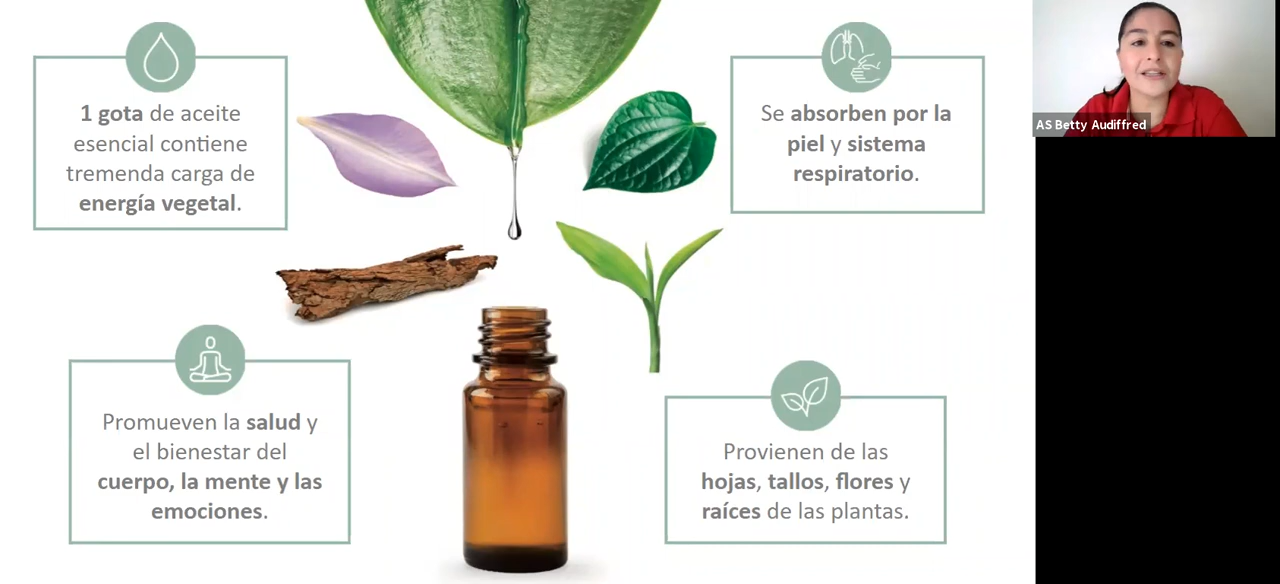 1 gota de aceite
esencial contiene
tremenda carga de
energía vegetal.
Se absorben por la
piel y sistema
respiratorio.
AS Betty Audiffred
Promueven la salud y
el bienestar del
cuerpo, la mente y las
emociones.
Provienen de las
hojas, tallos, flores y
raíces de las plantas.